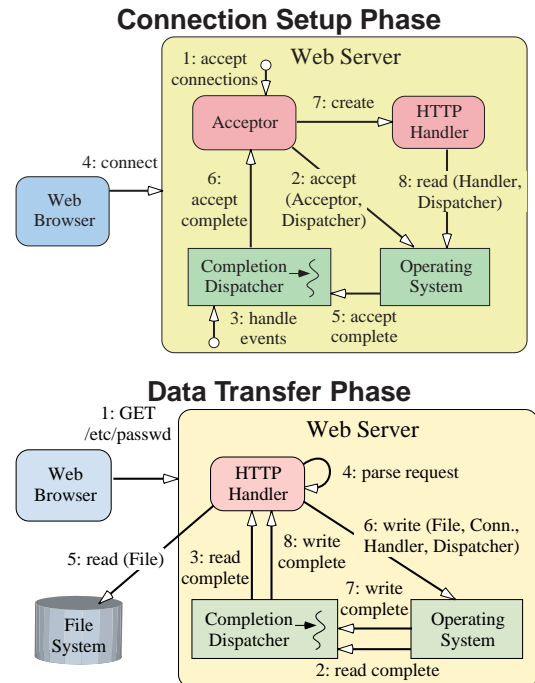 Connection Setup Phase
Web Server
1: accept
connections
7: create
Acceptor
HTTP
Handler
4: connect
Web
Browser
6:
accept
complete
2: accept
(Acceptor,
Dispatcher)
8: read (Handler,
Dispatcher)
Completion
Dispatcher
Operating
System
3: handle
events
5: accept
complete
Data Transfer Phase
1: GET
/etc/passwd
Web Server
Web
Browser
HTTP
Handler
4: parse request
5: read (File)
3: read
complete
8: write
complete
6: write (File, Conn.,
Handler, Dispatcher)
7: write
complete
File
System
Completion
Dispatcher
Operating
System
2: read complete